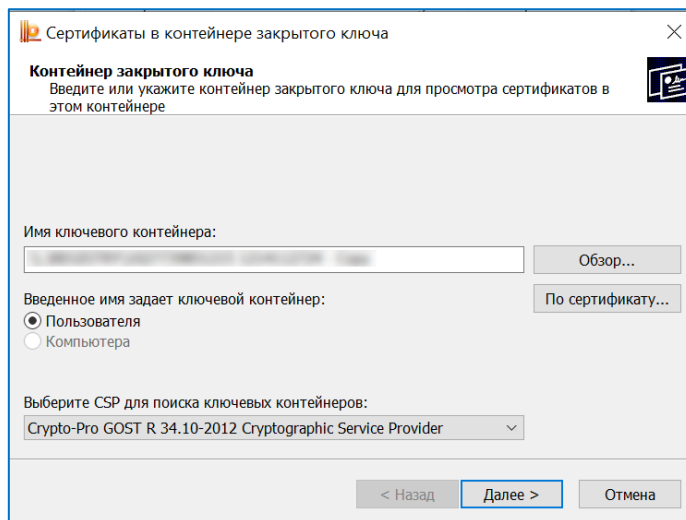 Сертификаты в контейнере закрытого ключа
Контейнер закрытого ключа
Введите или укажите контейнер закрытого ключа для просмотра сертификатов в
этом контейнере
Имя ключевого контейнера:
Обзор...
Введенное имя задает ключевой контейнер:
По сертификату...
Пользователя
Компьютера
Выберите CSP для поиска ключевых контейнеров:
Crypto-Pro GOST R 34.10-2012 Cryptographic Service Provider
< Назад
Далее >
Отмена